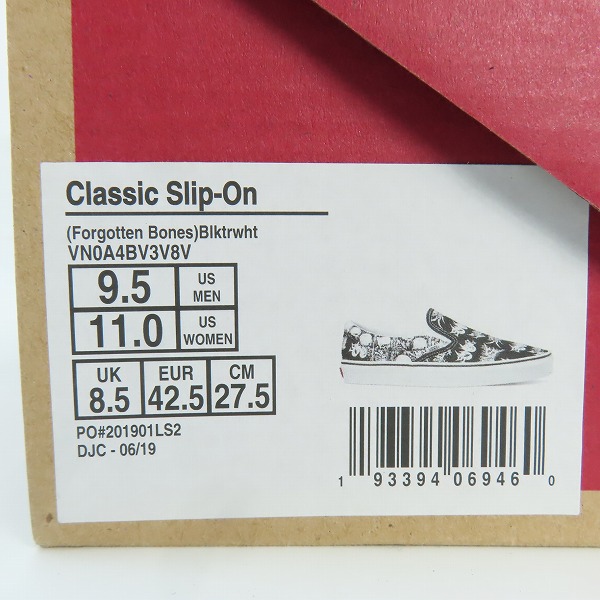 Classic Slip-On
(Forgotten Bones)Blktrwht
VN0A4BV3V8V
9.5 US MEN
11.0 US WOMEN
UK EUR CM
8.5 42.5 27.5
PO#201901LS2
DJC - 06/19
1 93394 06946 0